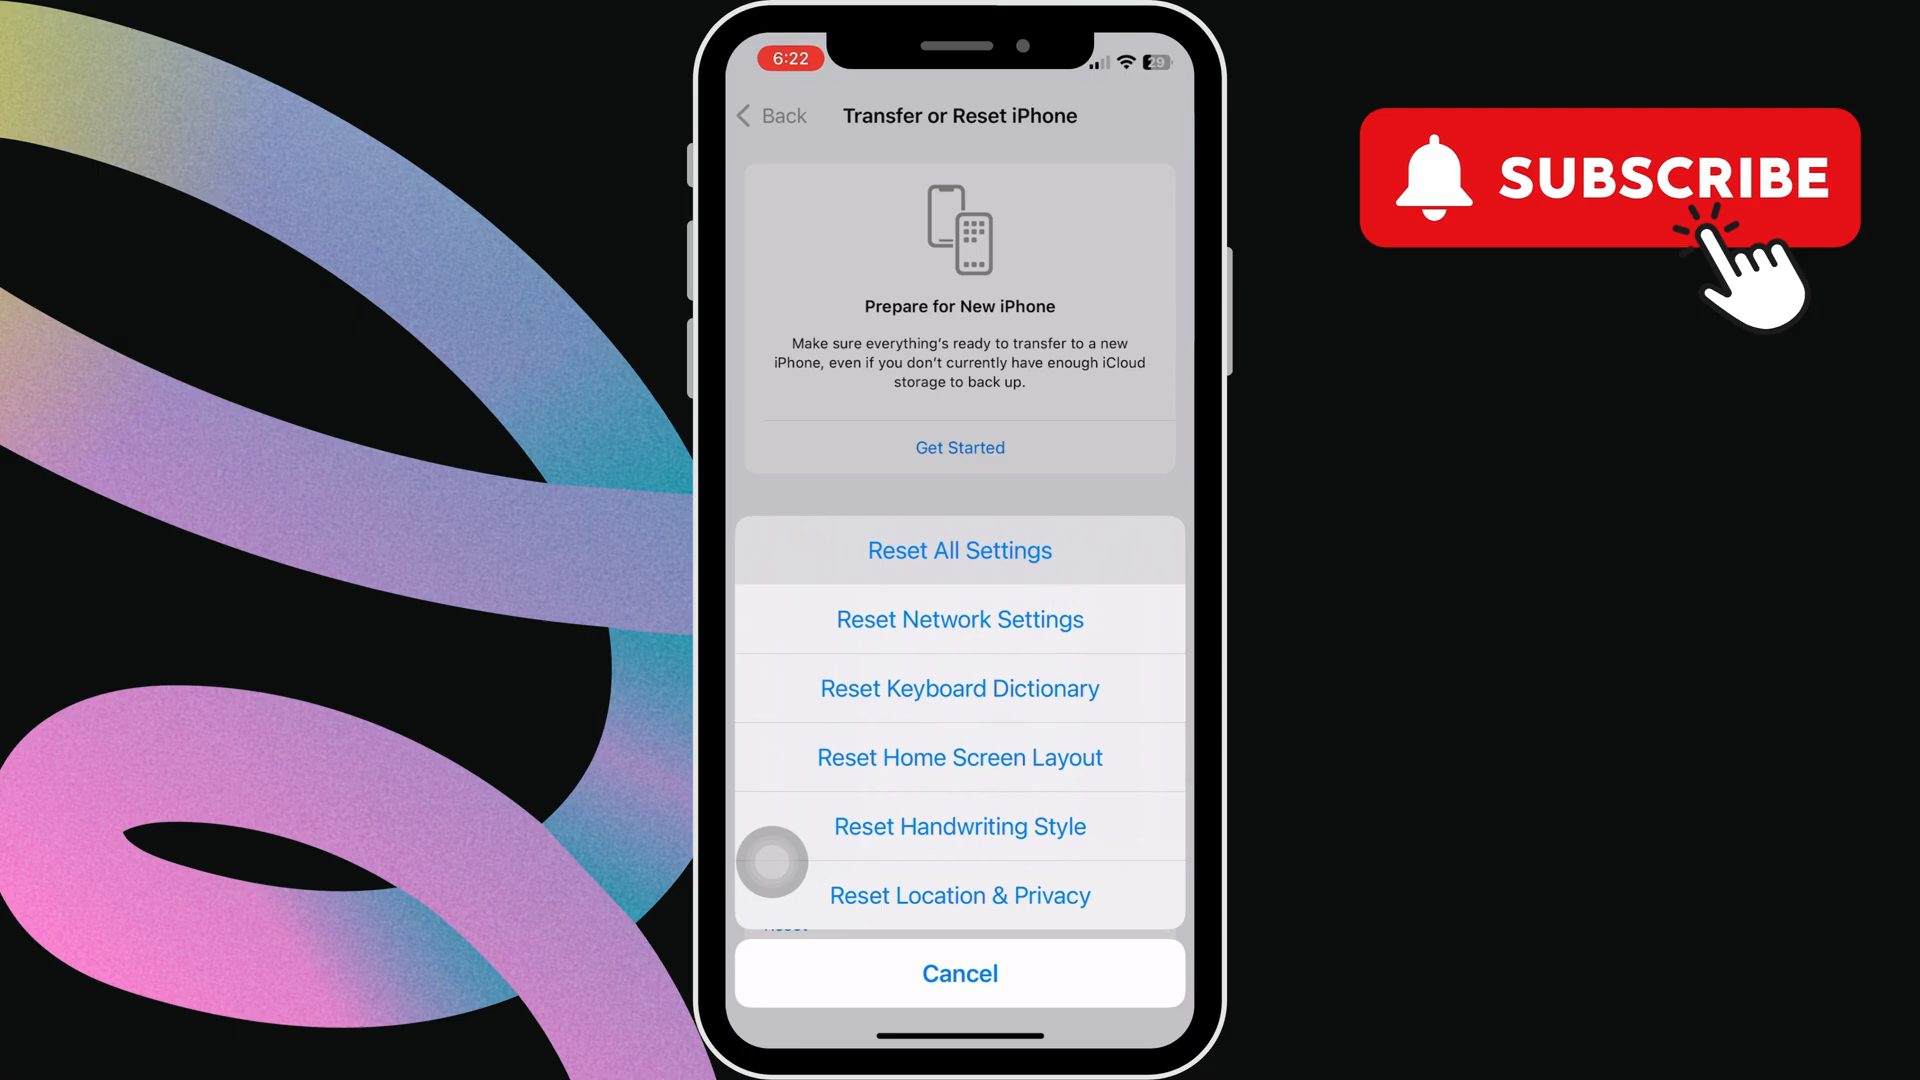 6:22
29
Back
Transfer or Reset iPhone
SUBSCRIBE
Prepare for New iPhone
Make sure everything's ready to transfer to a new
iPhone, even if you don't currently have enough iCloud
storage to back up.
Get Started
Reset All Settings
Reset Network Settings
Reset Keyboard Dictionary
Reset Home Screen Layout
Reset Handwriting Style
Reset Location & Privacy
Cancel